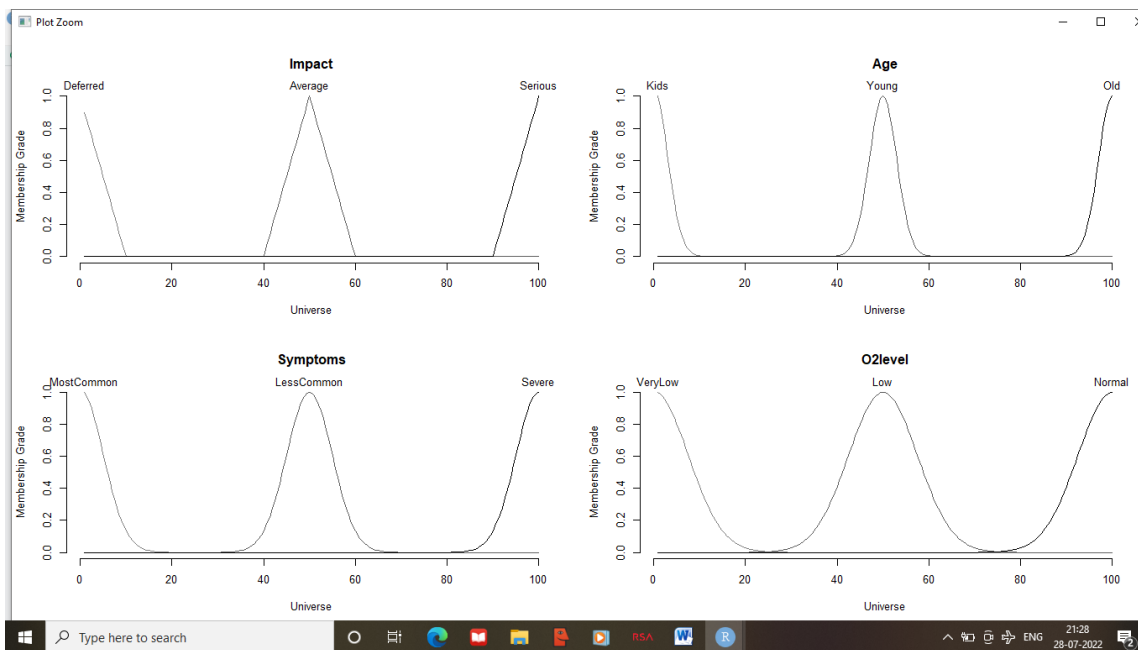 Plot Zoom
Impact
Deferred Average Serious
Membership Grade
0.0 0.2 0.4 0.6 0.8 1.0
0 20 40 60 80 100
Universe
Age
Kids Young Old
Membership Grade
0.0 0.2 0.4 0.6 0.8 1.0
0 20 40 60 80 100
Universe
Symptoms
MostCommon LessCommon Severe
Membership Grade
0.0 0.2 0.4 0.6 0.8 1.0
0 20 40 60 80 100
Universe
O2level
VeryLow Low Normal
Membership Grade
0.0 0.2 0.4 0.6 0.8 1.0
0 20 40 60 80 100
Universe
Type here to search
RSA
W
R
ENG
21:28
28-07-2022
2